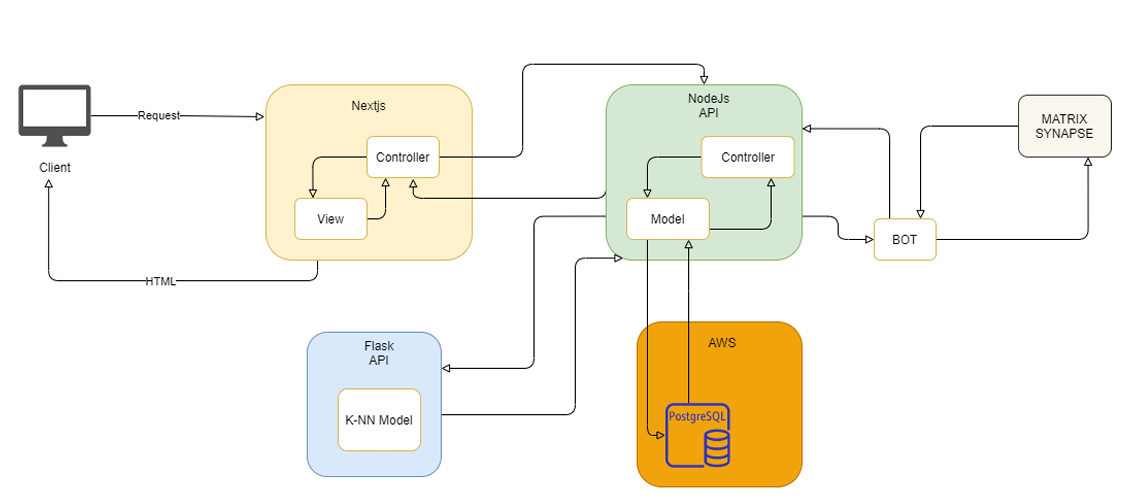 Client
Request
HTML
Nextjs
Controller
View
NodeJs
API
Controller
Model
BOT
MATRIX
SYNAPSE
Flask
API
K-NN Model
AWS
PostgreSQL